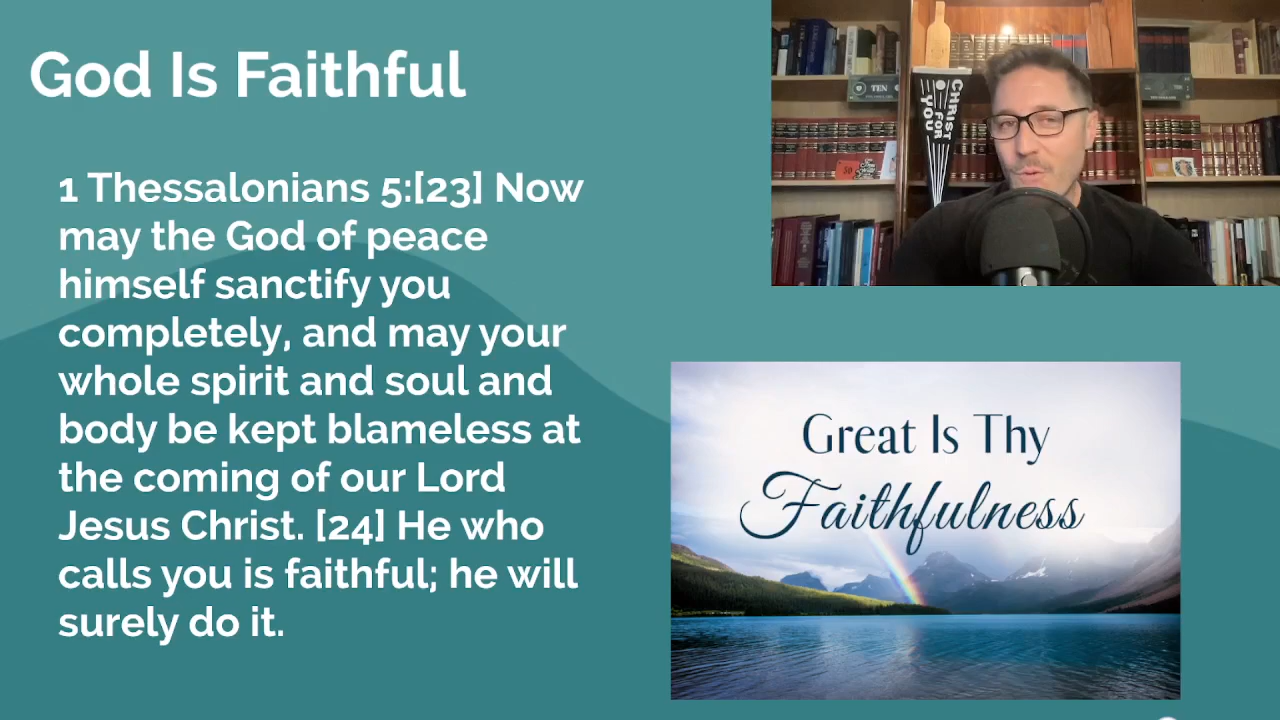 God Is Faithful
1 Thessalonians 5:[23] Now
may the God of peace
himself sanctify you
completely, and may your
whole spirit and soul and
body be kept blameless at
the coming of our Lord
Jesus Christ. [24] He who
calls you is faithful; he will
surely do it.
TEN
CHRIST
FOR
YOU
Great Is Thy
Faithfulness